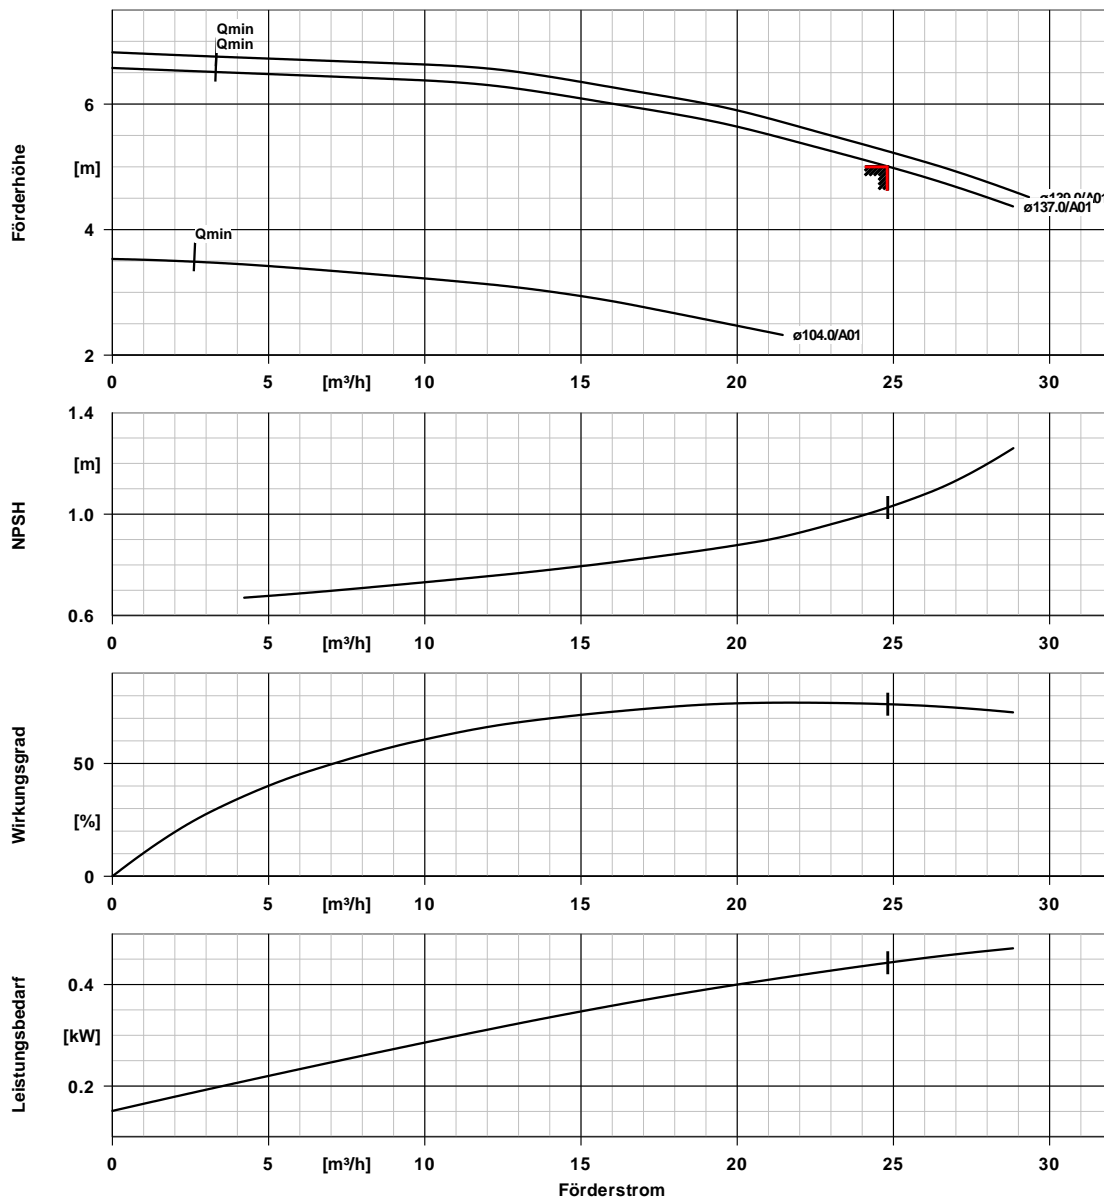 Qmin
Qmin
6
[m]
Förderhöhe
4
Qmin
ø139.0/A01
ø137.0/A01
ø104.0/A01
2
0 5 [m³/h] 10 15 20 25 30
1.4
[m]
NPSH
1.0
0.6
0 5 [m³/h] 10 15 20 25 30
Wirkungsgrad
50
[%]
0
0 5 [m³/h] 10 15 20 25 30
Leistungsbedarf
0.4
[kW]
0.2
0 5 [m³/h] 10 15 20 25 30
Förderstrom